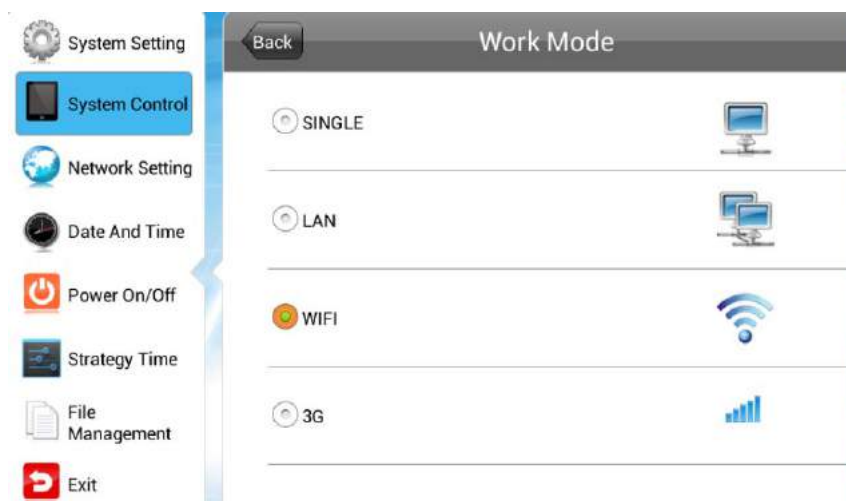 System Setting
System Control
Network Setting
Date And Time
Power On/Off
Strategy Time
File
Management
Exit
Back
Work Mode
SINGLE
LAN
WIFI
3G